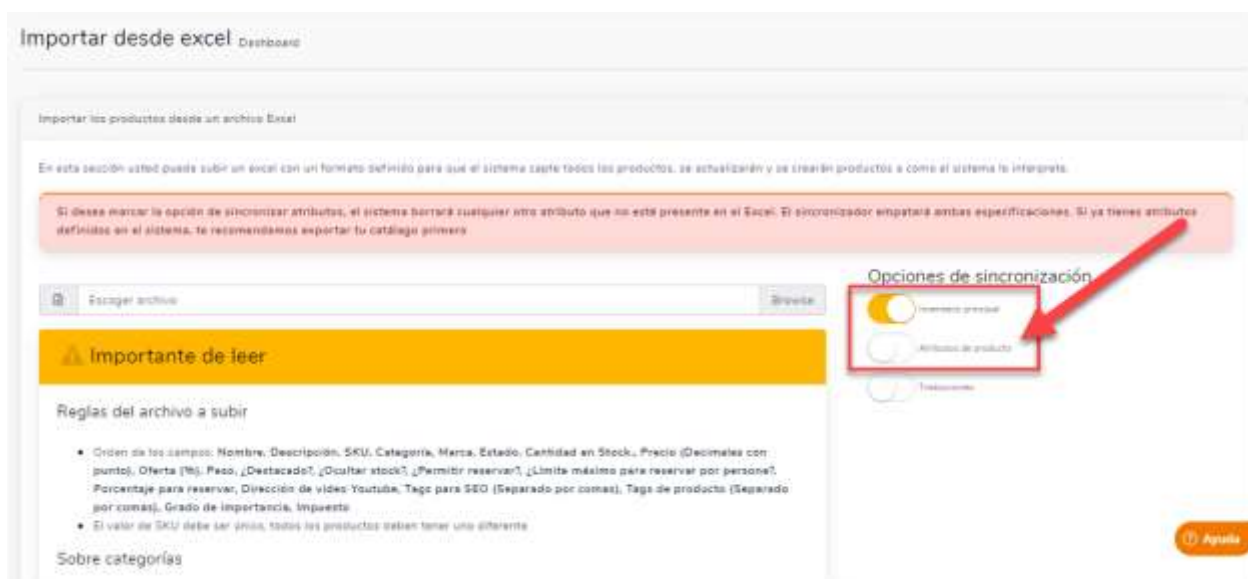 Importar desde excel Dashboard
Importar los productos desde un archivo Excel
En esta sección usted puede subir un excel con un formato definido para que el sistema capte todos los productos, se actualizarán y se crearán productos a como el sistema lo interprete.
Si desea marcar la opción de sincronizar atributos, el sistema borrará cualquier otro atributo que no esté presente en el Excel. El sincronizador empatará ambas especificaciones. Si ya tienes atributos
definidos en el sistema, te recomendamos exportar tu catálogo primero
Opciones de sincronización
Escoger archivo Browse
Inventario principal
Importante de leer
Atributos de producto
Traducciones
Reglas del archivo a subir
Orden de los campos: Nombre, Descripción, SKU, Categoría, Marca, Estado, Cantidad en Stock., Precio (Decimales con
punto), Oferta (%), Peso, ¿Destacado?, ¿Ocultar stock?, ¿Permitir reservar?, ¿Limite máximo para reservar por persona?,
Porcentaje para reservar, Dirección de video Youtube, Tags para SEO (Separado por comas), Tags de producto (Separado
por comas), Grado de importancia, Impuesto
El valor de SKU debe ser único, todos los productos deben tener uno diferente
Sobre categorías
Ayuda